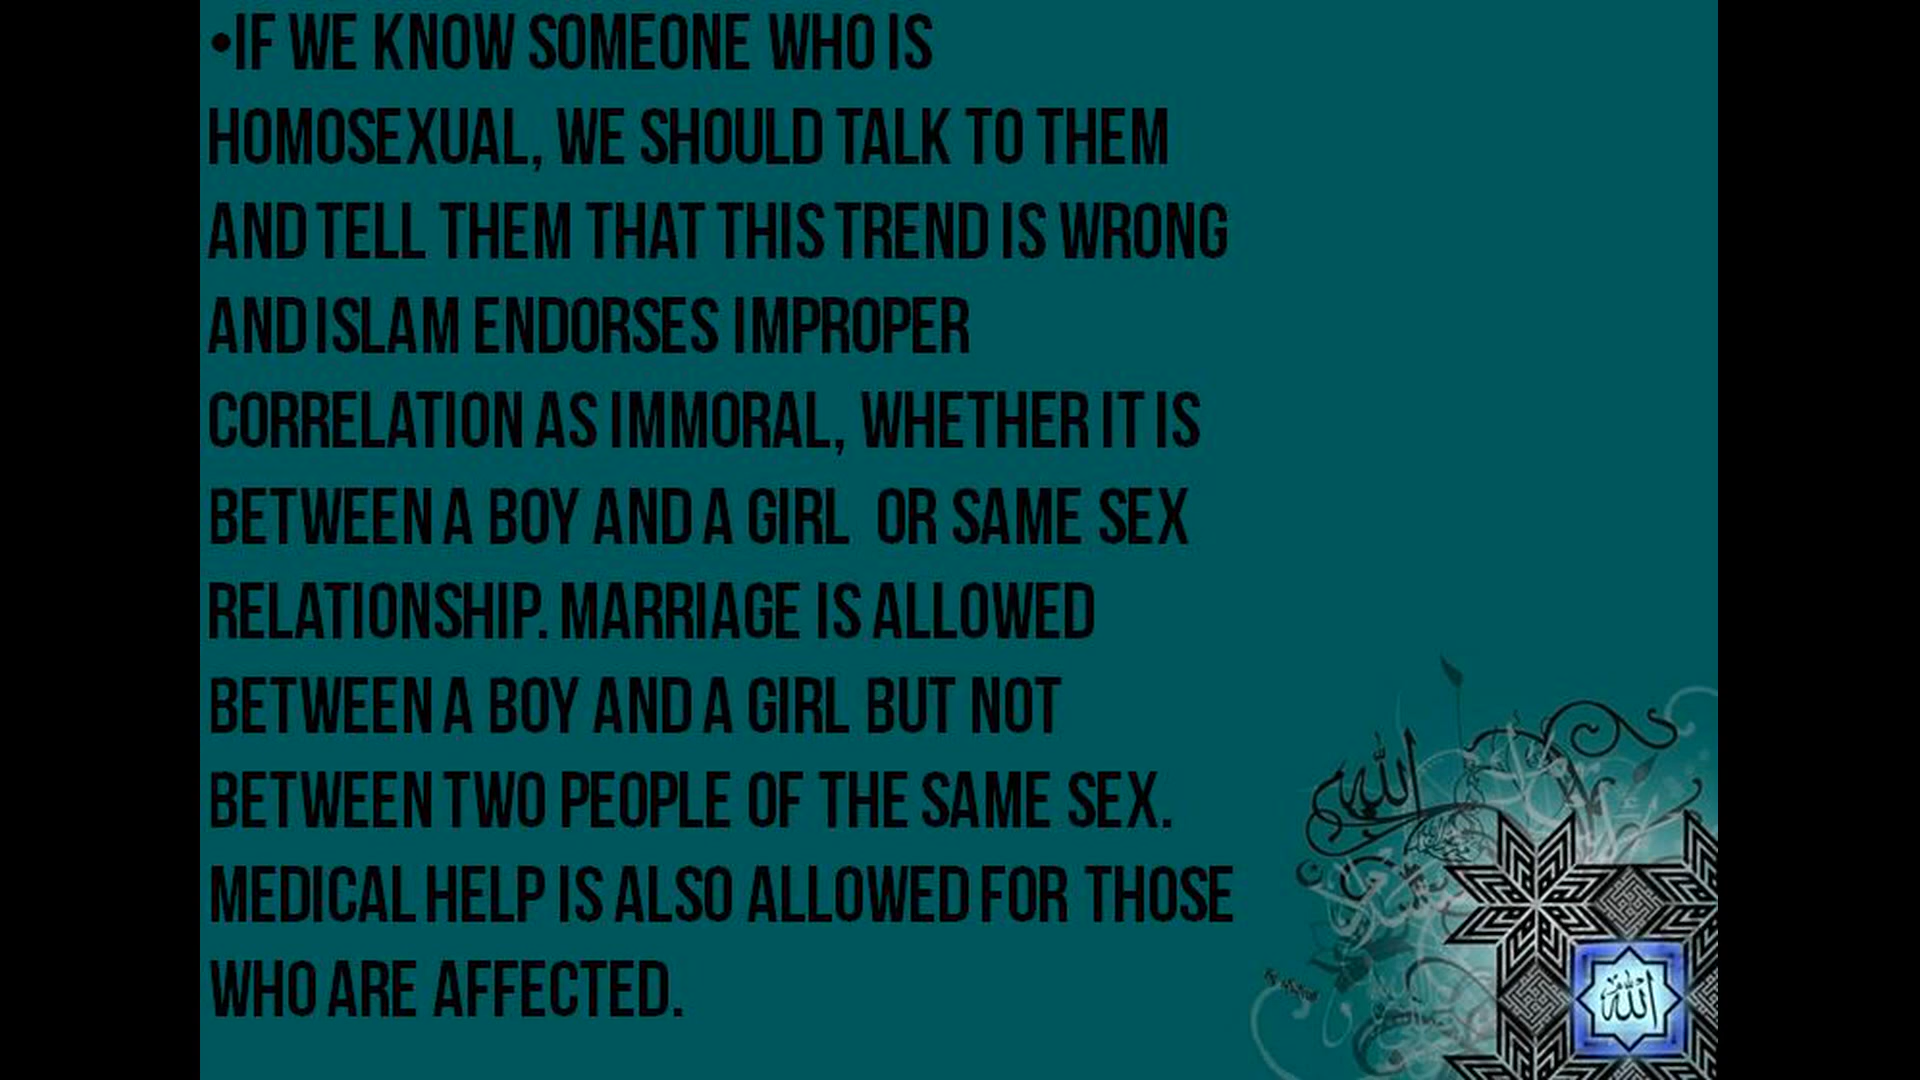 •IF WE KNOW SOMEONE WHO IS
HOMOSEXUAL, WE SHOULD TALK TO THEM
AND TELL THEM THAT THIS TREND IS WRONG
AND ISLAM ENDORSES IMPROPER
CORRELATION AS IMMORAL, WHETHER IT IS
BETWEEN A BOY AND A GIRL  OR SAME SEX
RELATIONSHIP. MARRIAGE IS ALLOWED
BETWEEN A BOY AND A GIRL BUT NOT
BETWEEN TWO PEOPLE OF THE SAME SEX.
MEDICAL HELP IS ALSO ALLOWED FOR THOSE
WHO ARE AFFECTED.
الله
الله